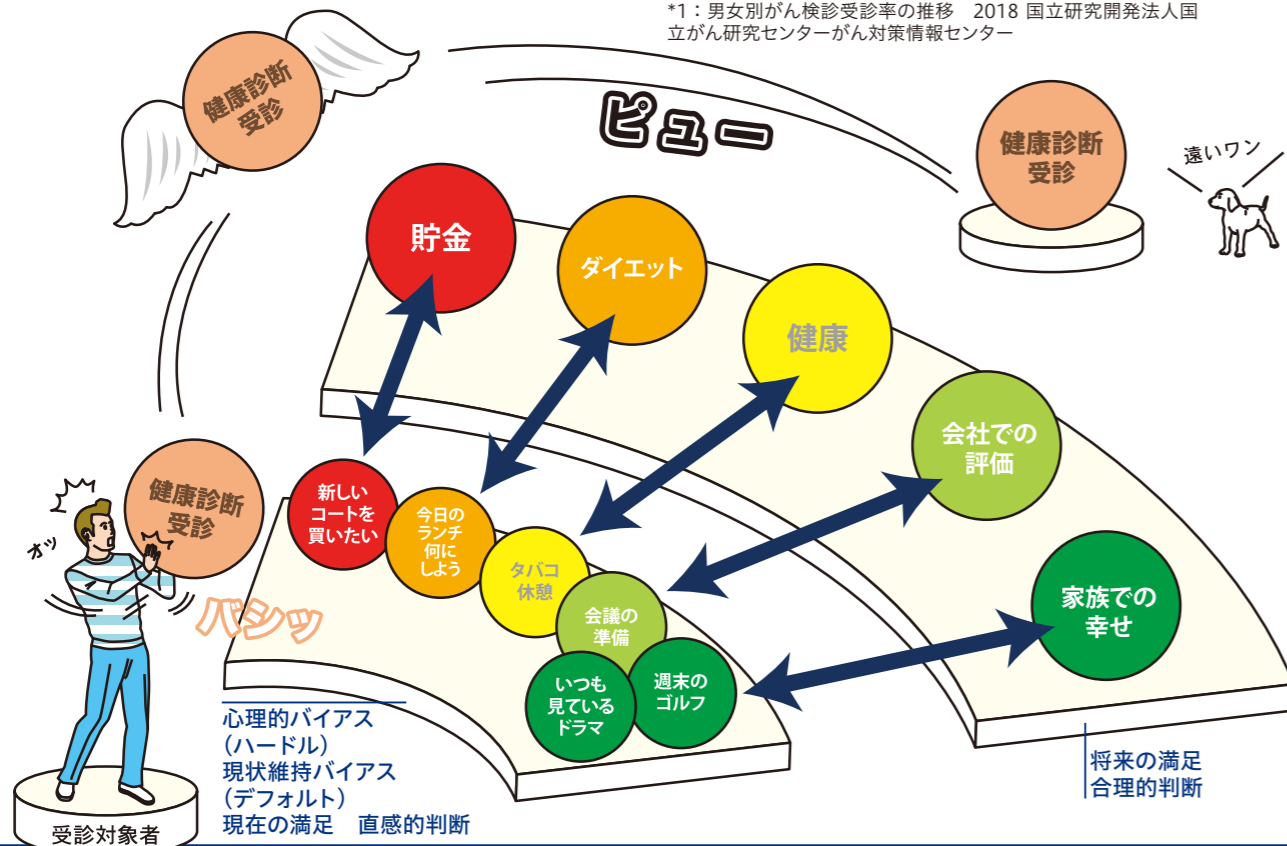 *1：男女別がん検診受診率の推移　2018 国立研究開発法人国
立がん研究センターがん対策情報センター
健康診断
受診
ピュー
健康診断
受診
遠いワン
貯金
ダイエット
健康
会社での
評価
家族での
幸せ
オッ
健康診断
受診
バシッ
新しい
コートを
買いたい
今日の
ランチ
何に
しよう
タバコ
休憩
会議の
準備
いつも
見ている
ドラマ
週末の
ゴルフ
心理的バイアス
（ハードル）
現状維持バイアス
（デフォルト）
現在の満足　直感的判断
将来の満足
合理的判断
受診対象者